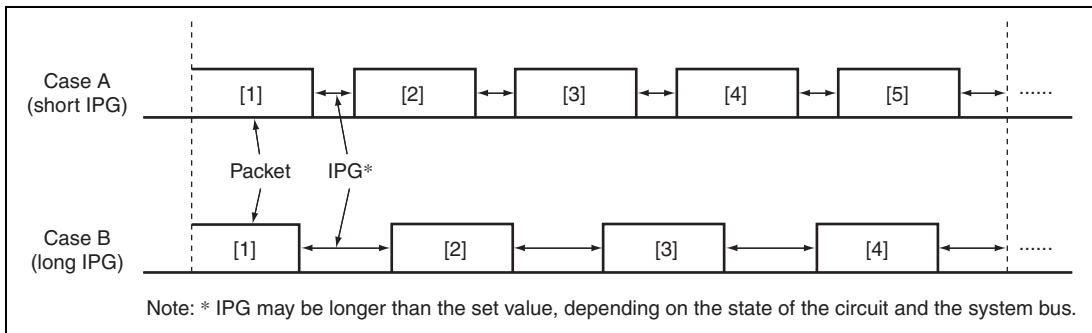 Case A
(short IPG)
[1] [2] [3] [4] [5] ......
Packet IPG*
Case B
(long IPG)
[1] [2] [3] [4] ......
Note: * IPG may be longer than the set value, depending on the state of the circuit and the system bus.